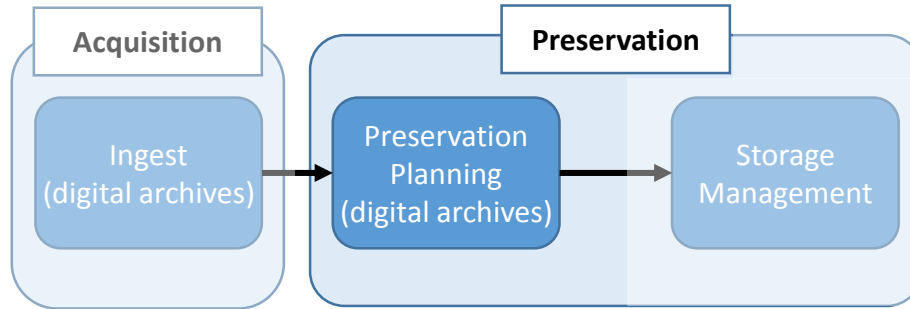 Acquisition
Preservation
Ingest
(digital archives)
Preservation
Planning
(digital archives)
Storage
Management